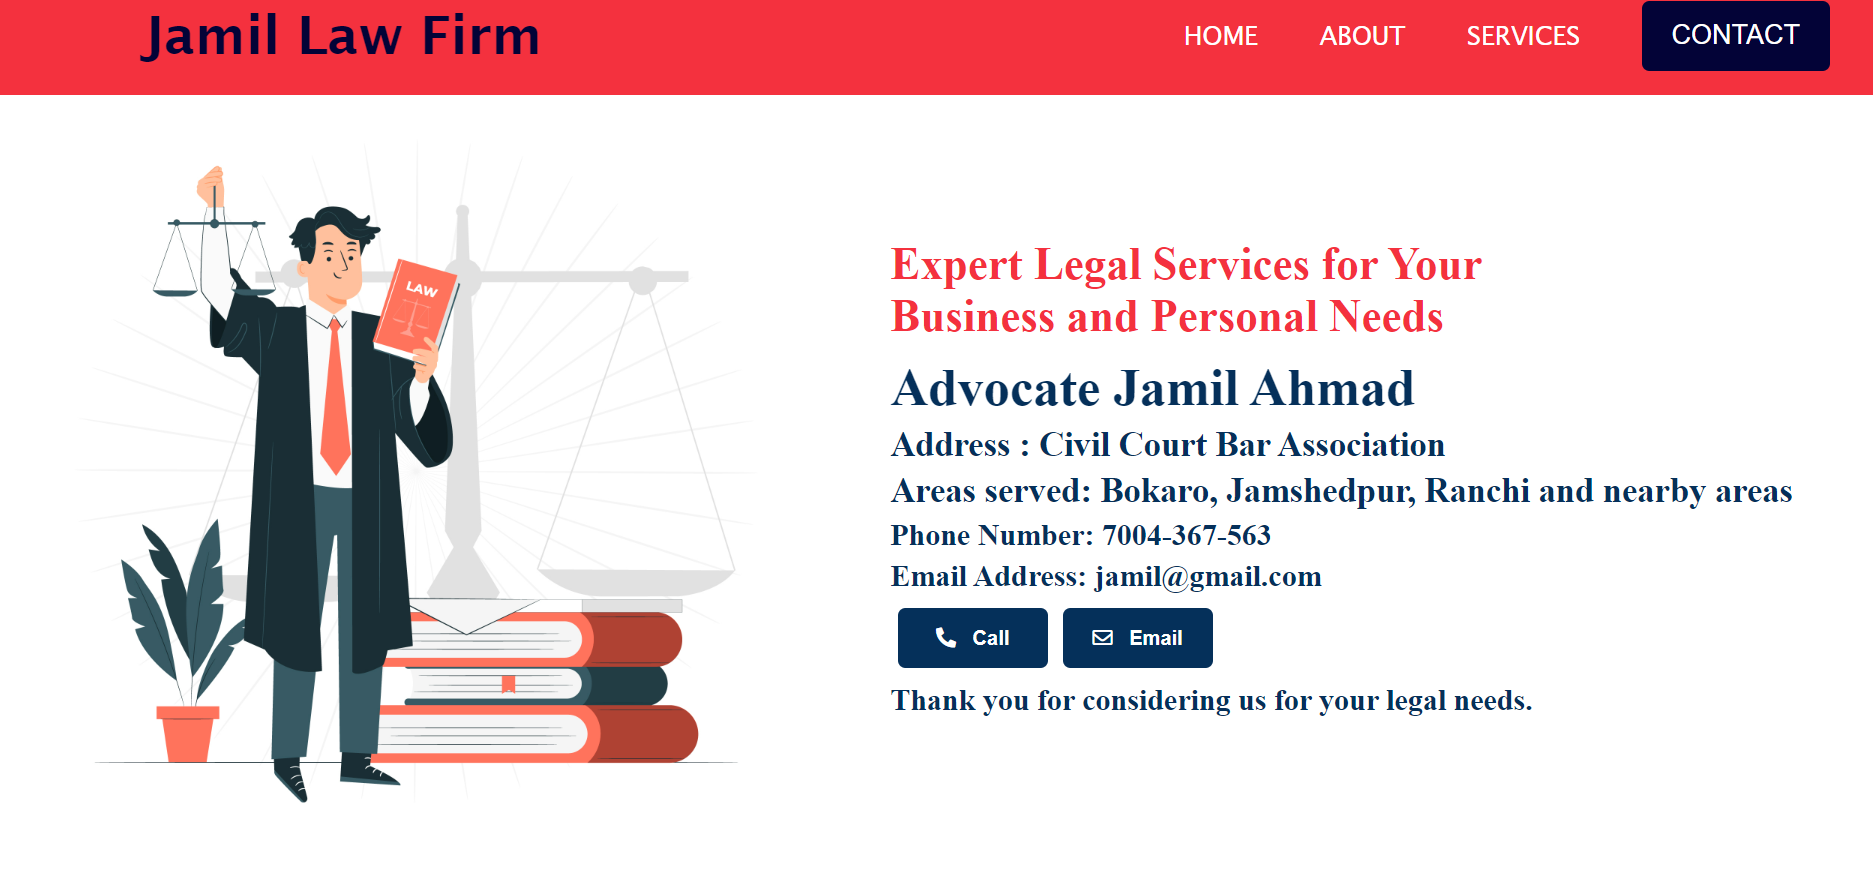 Jamil Law Firm
HOME ABOUT SERVICES CONTACT
LAW
Expert Legal Services for Your
Business and Personal Needs
Advocate Jamil Ahmad
Address : Civil Court Bar Association
Areas served: Bokaro, Jamshedpur, Ranchi and nearby areas
Phone Number: 7004-367-563
Email Address: jamil@gmail.com
Call Email
Thank you for considering us for your legal needs.